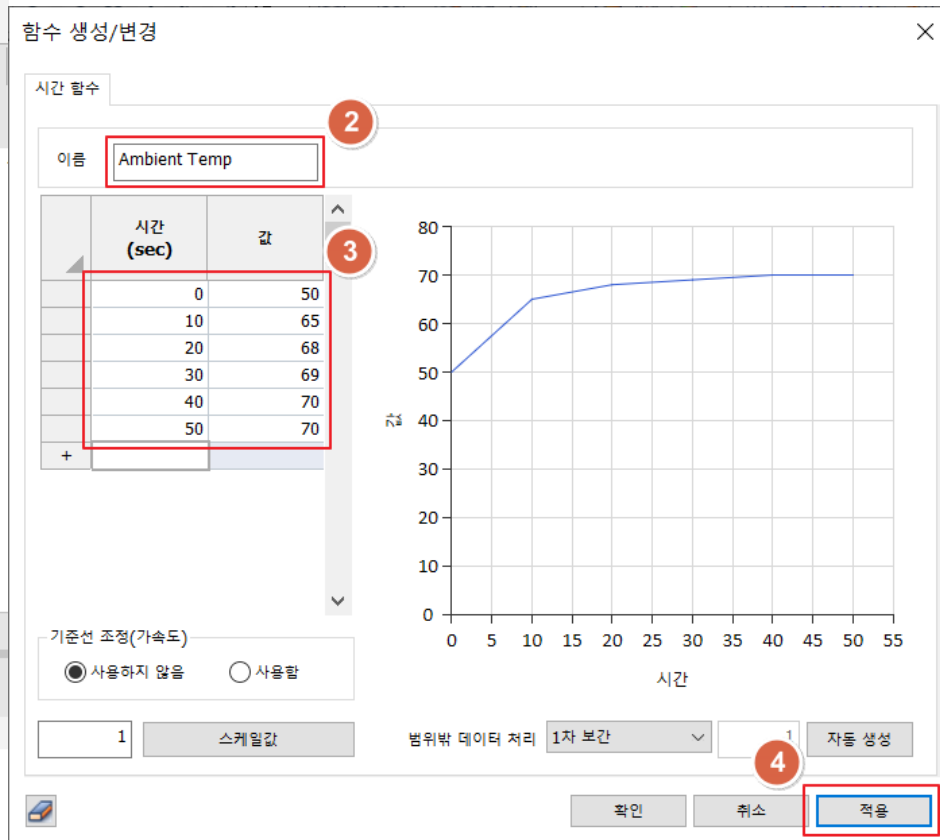 함수 생성/변경
시간 함수
2
이름 Ambient Temp
시간
(sec) 값
3
0 50
10 65
20 68
30 69
40 70
50 70
+
80
70
60
50
40
30
20
10
0
값
0 5 10 15 20 25 30 35 40 45 50 55
시간
기준선 조정(가속도)
사용하지 않음 사용함
1 스케일값
범위밖 데이터 처리 1차 보간 1 자동 생성
4
확인 취소 적용